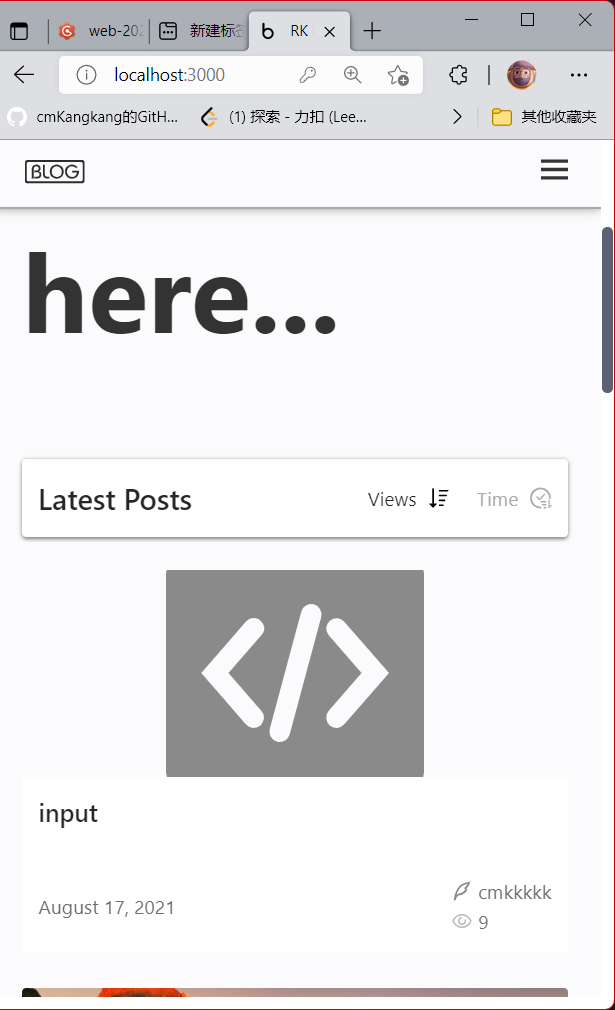 web-202
新建标签
RK
localhost:3000
cmKangkang的GitH...
(1) 探索 - 力扣 (Lee...
其他收藏夹
BLOG
here...
Latest Posts
Views
Time
input
cmkkkkk
August 17, 2021
9